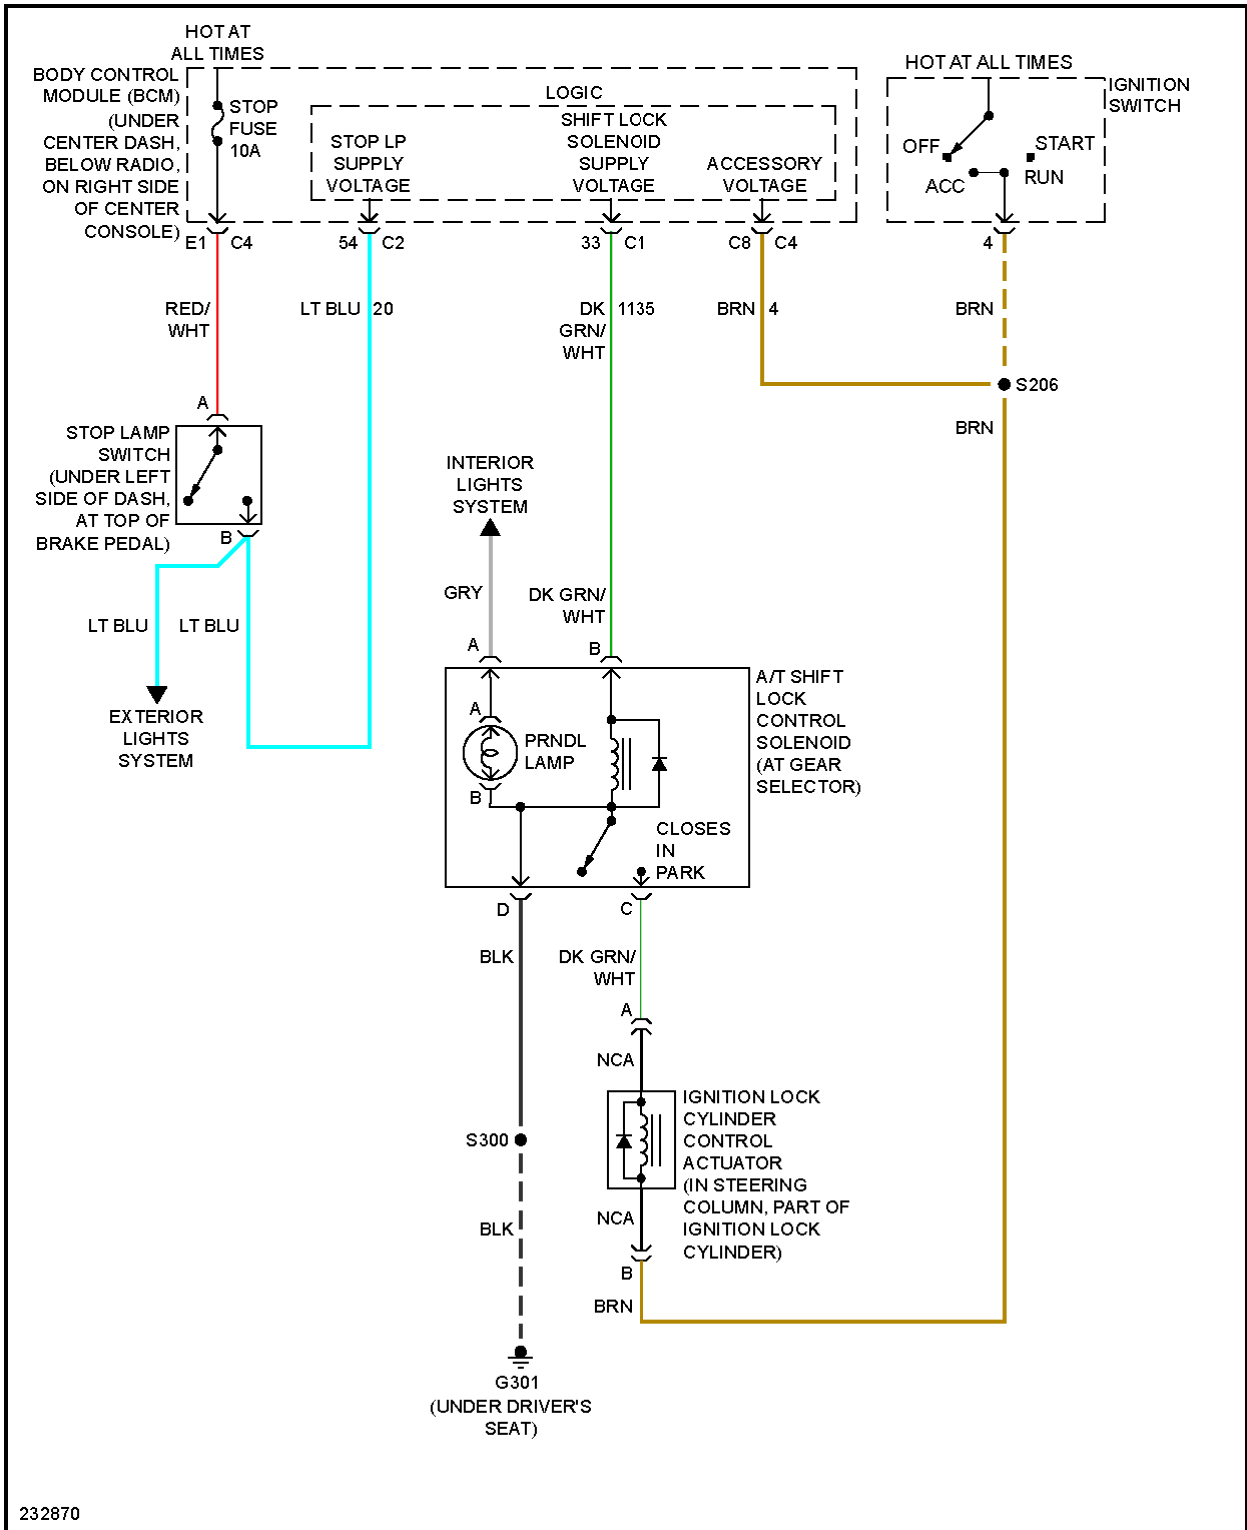 HOT AT
ALL TIMES
BODY CONTROL
MODULE (BCM)
(UNDER
CENTER DASH,
BELOW RADIO,
ON RIGHT SIDE
OF CENTER
CONSOLE)
STOP
FUSE
10A
LOGIC
STOP LP
SUPPLY
VOLTAGE
SHIFT LOCK
SOLENOID
SUPPLY
VOLTAGE
ACCESSORY
VOLTAGE
HOT AT ALL TIMES
IGNITION
SWITCH
OFF
START
ACC
RUN
E1 C4
54 C2
33 C1
C8 C4
4
RED/
WHT
LT BLU 20
DK 1135
GRN/
WHT
BRN 4
BRN
S206
BRN
A
STOP LAMP
SWITCH
(UNDER LEFT
SIDE OF DASH,
AT TOP OF
BRAKE PEDAL)
B
LT BLU
LT BLU
EXTERIOR
LIGHTS
SYSTEM
INTERIOR
LIGHTS
SYSTEM
GRY
DK GRN/
WHT
A
B
A/T SHIFT
LOCK
CONTROL
SOLENOID
(AT GEAR
SELECTOR)
A
PRNDL
LAMP
B
CLOSES
IN
PARK
D
C
BLK
DK GRN/
WHT
A
NCA
IGNITION LOCK
CYLINDER
CONTROL
ACTUATOR
(IN STEERING
COLUMN, PART OF
IGNITION LOCK
CYLINDER)
S300
NCA
BLK
B
BRN
G301
(UNDER DRIVER'S
SEAT)
232870